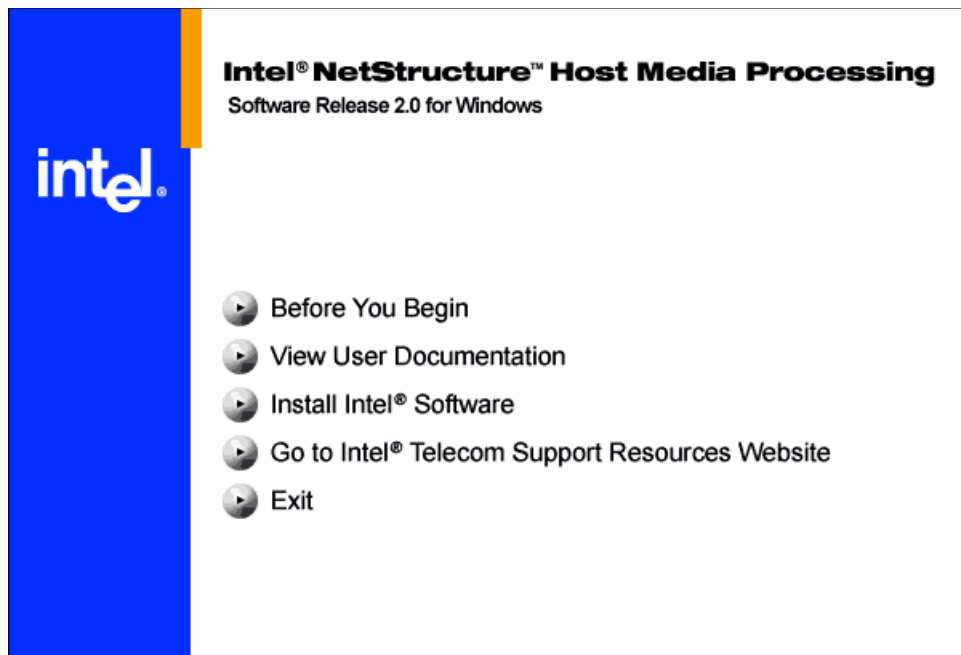 intel®
Intel® NetStructure™ Host Media Processing
Software Release 2.0 for Windows
Before You Begin
View User Documentation
Install Intel® Software
Go to Intel® Telecom Support Resources Website
Exit